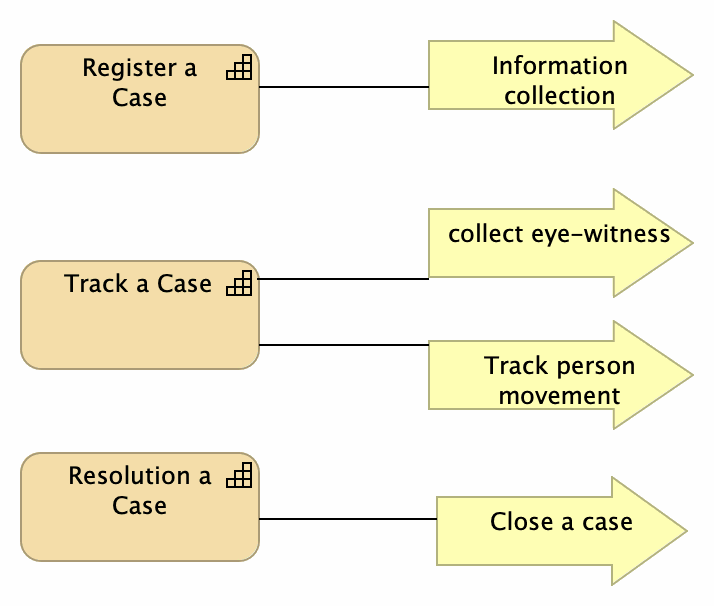 Register a
Case
Information
collection
collect eye-witness
Track a Case
Track person
movement
Resolution a
Case
Close a case